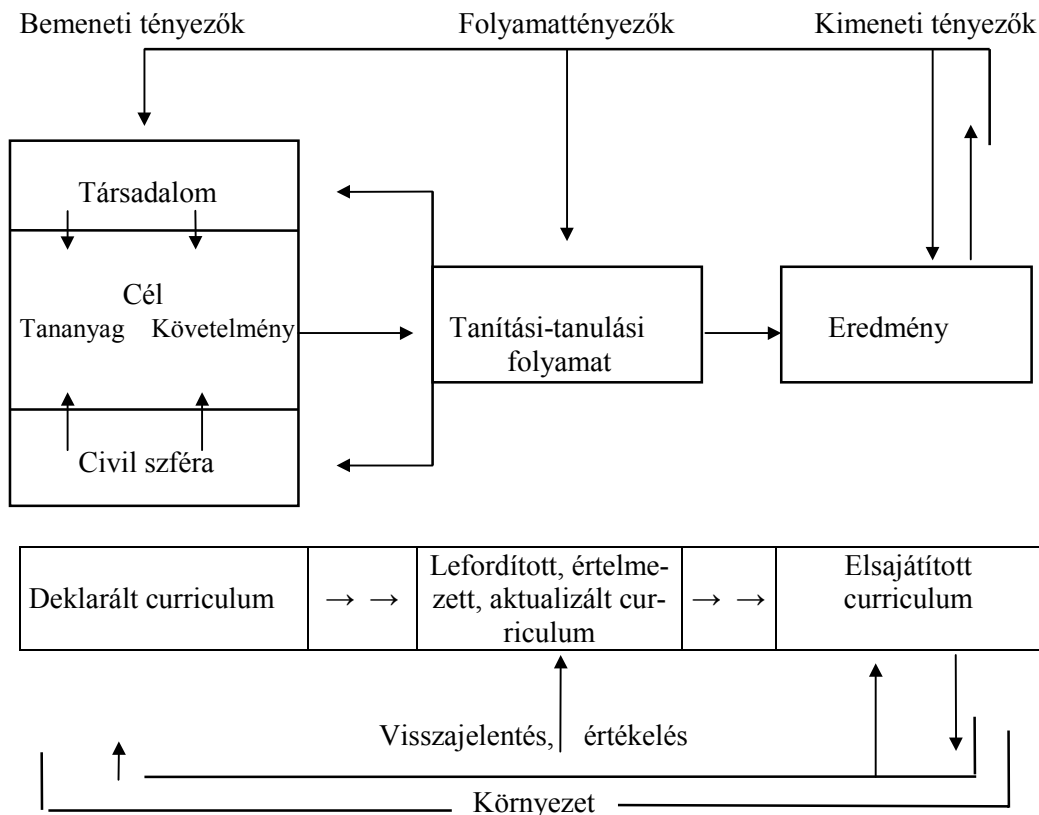 Bemeneti tényezők Folyamattényezők Kimeneti tényezők
Társadalom
Cél
Tananyag Követelmény
Tanítási-tanulási
folyamat
Eredmény
Civil szféra
Deklarált curriculum
→ →
Lefordított, értelme-
zett, aktualizált cur-
riculum
→ →
Elsajátított
curriculum
Visszajelentés, értékelés
Környezet